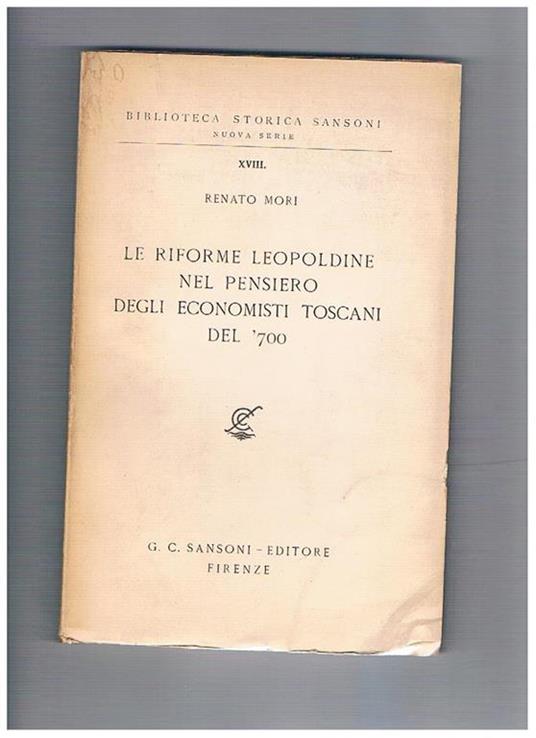 BIBLIOTECA STORICA SANSONI
NUOVA SERIE
XVIII.
RENATO MORI
LE RIFORME LEOPOLDINE
NEL PENSIERO
DEGLI ECONOMISTI TOSCANI
DEL '700
G. C. SANSONI - EDITORE
FIRENZE